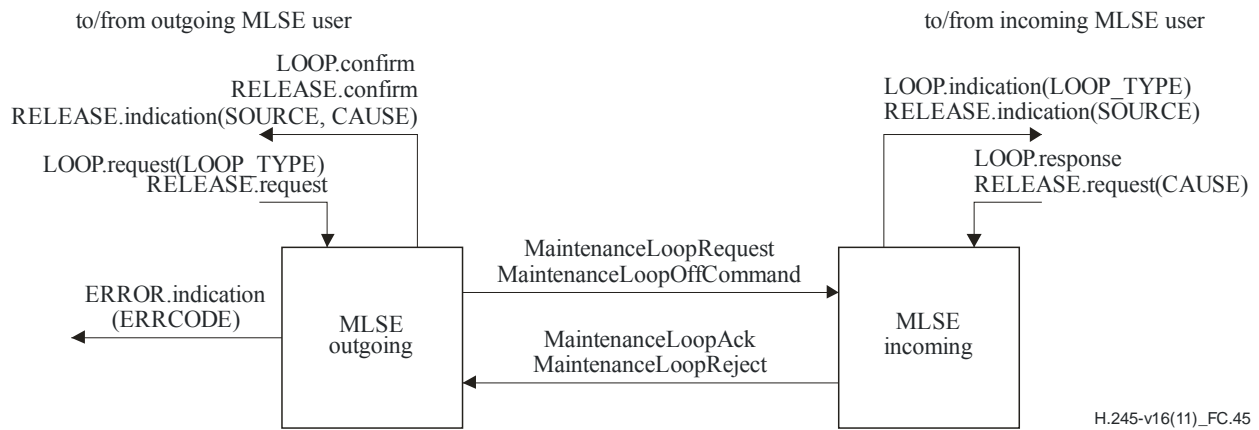 to/from outgoing MLSE user
to/from incoming MLSE user
LOOP.confirm
RELEASE.confirm
RELEASE.indication(SOURCE, CAUSE)
LOOP.indication(LOOP_TYPE)
RELEASE.indication(SOURCE)
LOOP.request(LOOP_TYPE)
RELEASE.request
LOOP.response
RELEASE.request(CAUSE)
MaintenanceLoopRequest
MaintenanceLoopOffCommand
ERROR.indication
(ERRCODE)
MLSE
outgoing
MaintenanceLoopAck
MaintenanceLoopReject
MLSE
incoming
H.245-v16(11)_FC.45